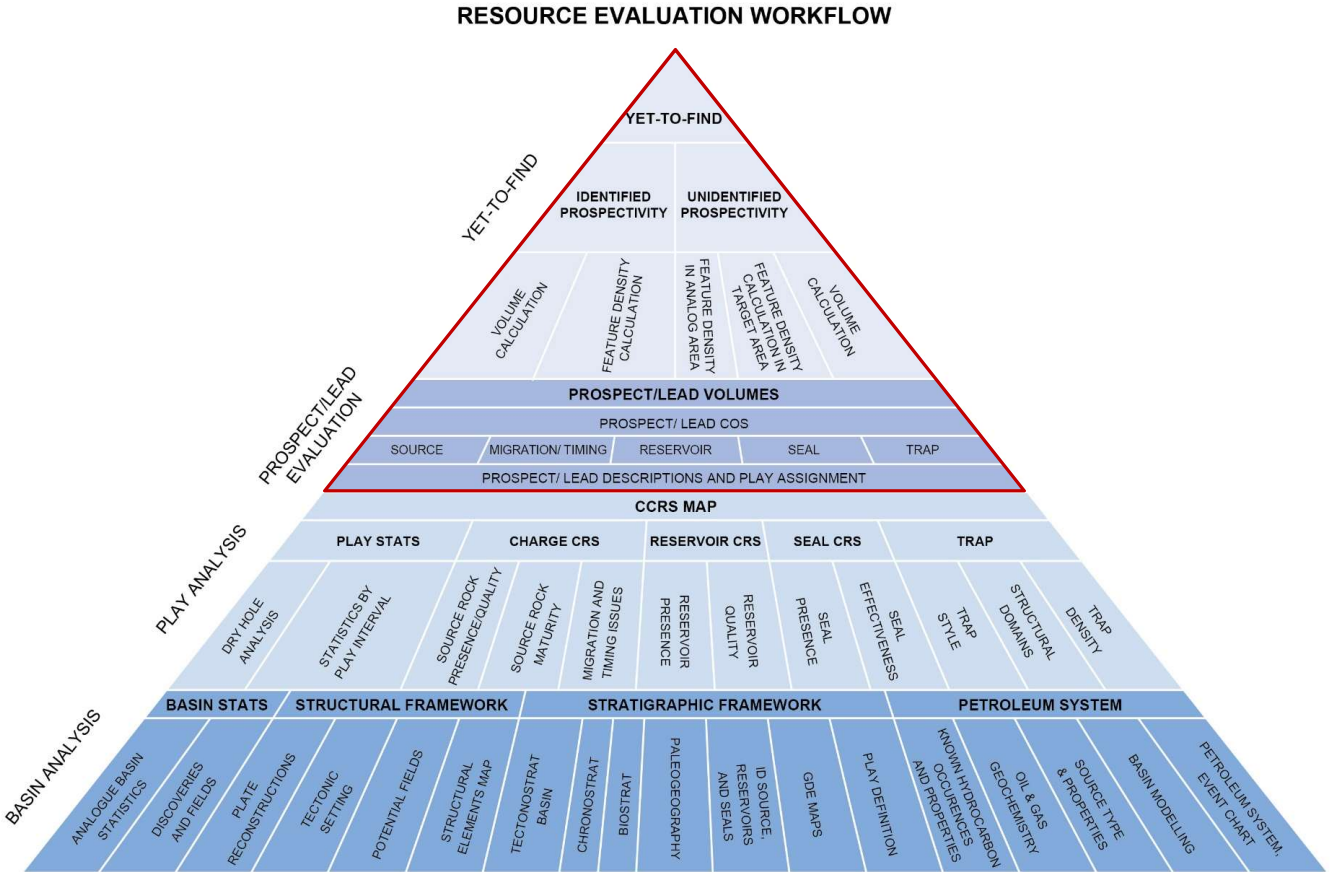 RESOURCE EVALUATION WORKFLOW
YET-TO-FIND
YET-TO-FIND
IDENTIFIED
PROSPECTIVITY
UNIDENTIFIED
PROSPECTIVITY
VOLUME
CALCULATION
FEATURE DENSITY
CALCULATION
FEATURE DENSITY
IN ANALOG AREA
FEATURE DENSITY
CALCULATION IN
TARGET AREA
VOLUME
CALCULATION
PROSPECT/LEAD
EVALUATION
PROSPECT/LEAD VOLUMES
PROSPECT/ LEAD COS
SOURCE
MIGRATION/ TIMING
RESERVOIR
SEAL
TRAP
PROSPECT/ LEAD DESCRIPTIONS AND PLAY ASSIGNMENT
PLAY ANALYSIS
CCRS MAP
PLAY STATS
CHARGE CRS
RESERVOIR CRS
SEAL CRS
TRAP
DRY HOLE
ANALYSIS
STATISTICS BY
PLAY INTERVAL
SOURCE ROCK
PRESENCE/QUALITY
SOURCE ROCK
MATURITY
MIGRATION AND
TIMING ISSUES
RESERVOIR
PRESENCE
RESERVOIR
QUALITY
SEAL
PRESENCE
SEAL
EFFECTIVENESS
TRAP
STYLE
STRUCTURAL
DOMAINS
TRAP
DENSITY
BASIN ANALYSIS
BASIN STATS
STRUCTURAL FRAMEWORK
STRATIGRAPHIC FRAMEWORK
PETROLEUM SYSTEM
ANALOGUE BASIN
STATISTICS
DISCOVERIES
AND FIELDS
PLATE
RECONSTRUCTIONS
TECTONIC
SETTING
POTENTIAL FIELDS
STRUCTURAL
ELEMENTS MAP
TECTONOSTRAT
BASIN
CHRONOSTRAT
BIOSTRAT
PALEOGEOGRAPHY
ID SOURCE,
RESERVOIRS
AND SEALS
GDE MAPS
PLAY DEFINITION
KNOWN HYDROCARBON
OCCURENCES
AND PROPERTIES
OIL & GAS
GEOCHEMISTRY
SOURCE TYPE
& PROPERTIES
BASIN MODELLING
PETROLEUM SYSTEM,
EVENT CHART